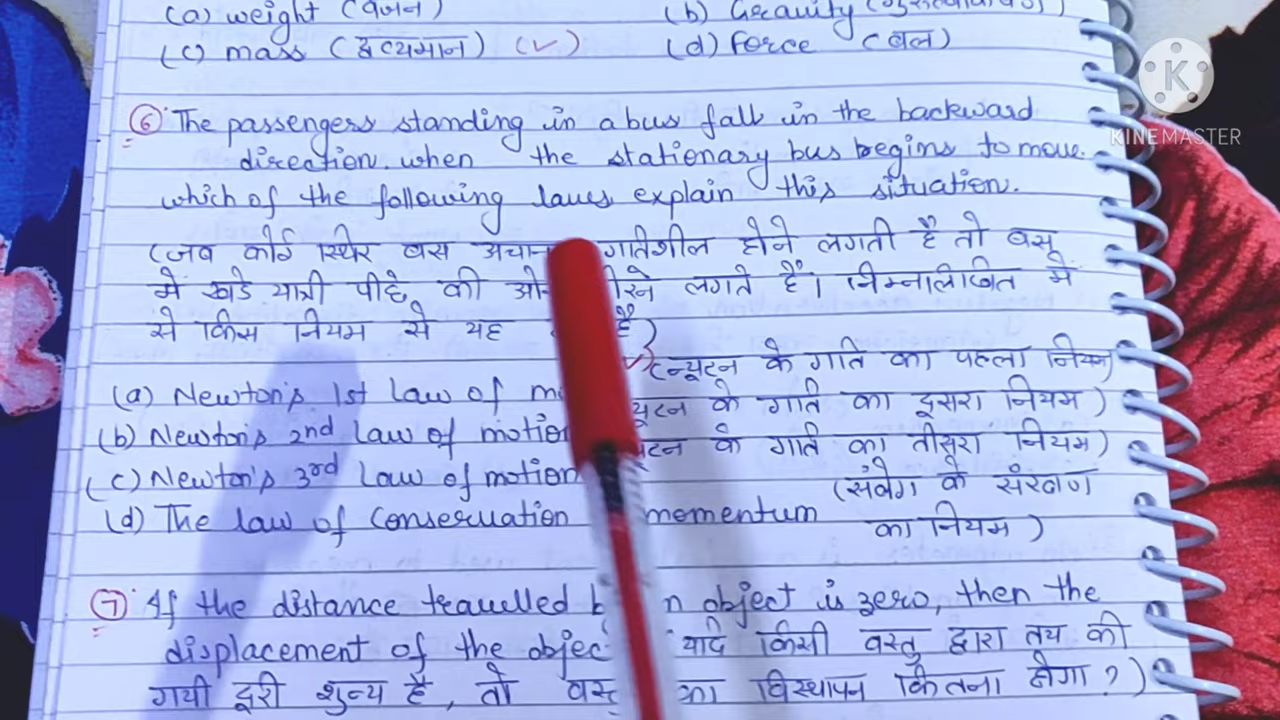 (a) weight (वजन) (b) Gravity
(c) mass (द्रव्यमान) (✓) (d) Force (बल)
K
KINEMASTER
⑥ The passengers standing in a bus fall in the backward
direction. when the stationary bus begins to move.
which of the following laws explain this situation.
(जब कोई स्थिर बस गतिशील होने लगती है तो बस
में खडे यात्री पीछे की लगते हैं। निम्नलिखित में
से किस नियम से यह है)
✓(न्यूटन के गति का पहला नियम)
(a) Newton's 1st law of
के गति का दूसरा नियम)
(b) Newton's 2nd law of motion
के गति का तीसरा नियम)
(c) Newton's 3rd Law of motion
(संवेग के संरक्षण
(d) The law of Conservation momentum
का नियम)
⑦ If the distance travelled object is zero, then the
displacement of the यदि किसी वस्तु द्वारा तय की
गयी दूरी शुन्य है, तो का विस्थापन कितना होगा?)